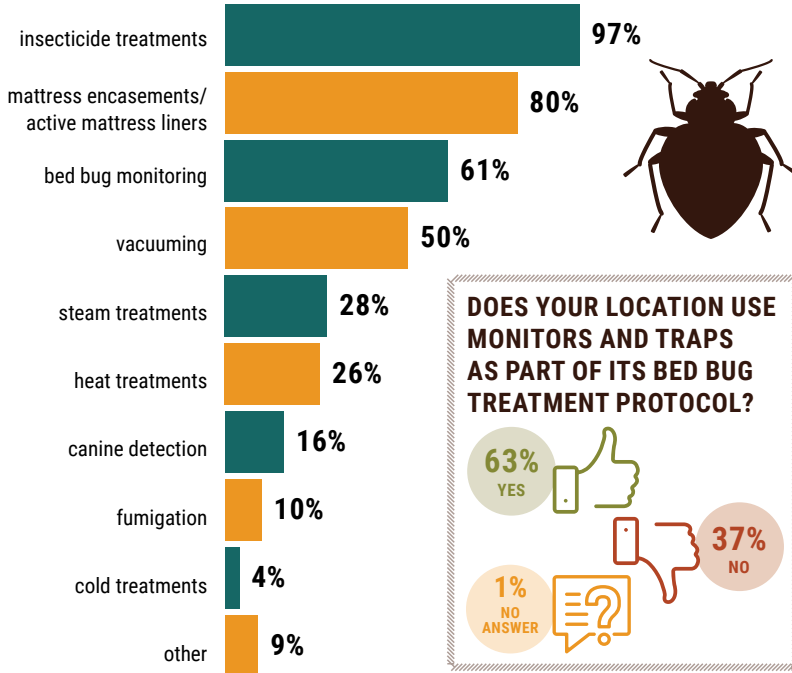 insecticide treatments
97%
mattress encasements/
active mattress liners
80%
bed bug monitoring
61%
vacuuming
50%
steam treatments
28%
heat treatments
26%
canine detection
16%
fumigation
10%
cold treatments
4%
other
9%
DOES YOUR LOCATION USE
MONITORS AND TRAPS
AS PART OF ITS BED BUG
TREATMENT PROTOCOL?
63%
YES
37%
NO
1%
NO
ANSWER
?